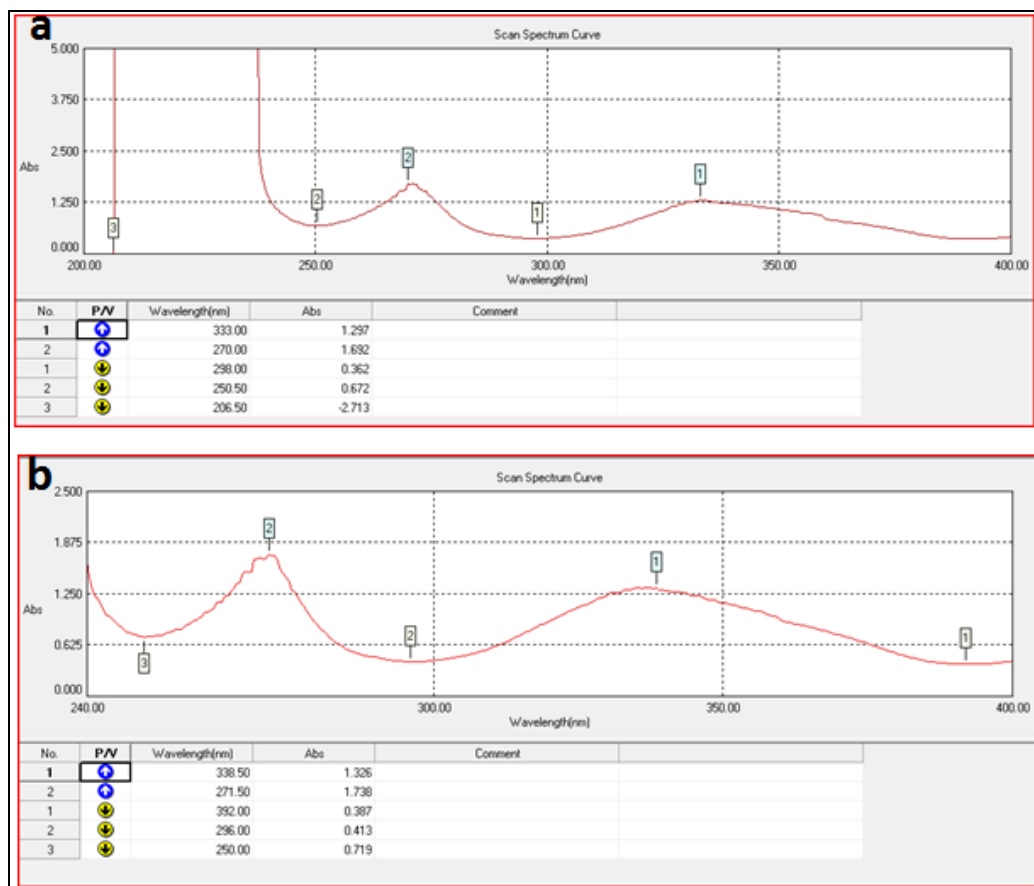 a
Scan Spectrum Curve
5.000
3.750
2.500
1.250
0.000
Abs
3
2
2
1
1
200.00 250.00 300.00 350.00 400.00
Wavelength(nm)
No. P/V Wavelength(nm) Abs Comment
1 333.00 1.297
2 270.00 1.692
1 298.00 0.362
2 250.50 0.672
3 206.50 -2.713
b
Scan Spectrum Curve
2.500
1.875
1.250
0.625
0.000
Abs
3
2
2
1
1
240.00 300.00 350.00 400.00
Wavelength(nm)
No. P/V Wavelength(nm) Abs Comment
1 338.50 1.326
2 271.50 1.738
1 392.00 0.387
2 296.00 0.413
3 250.00 0.719